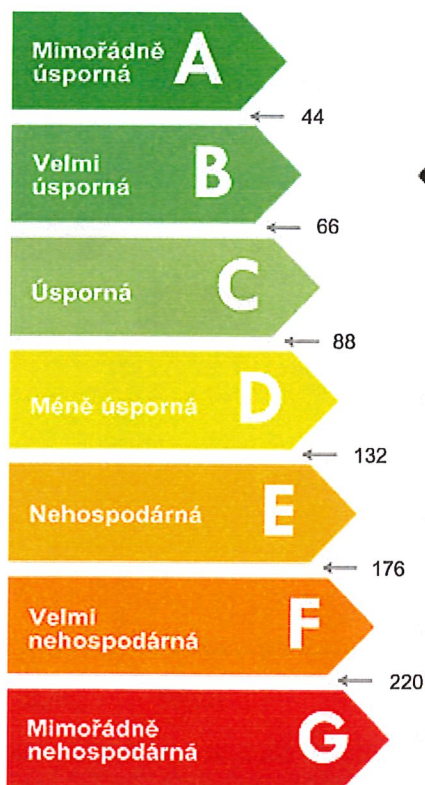 Mimořádně
úsporná
A
44
Velmi
úsporná
B
66
Úsporná
C
88
Méně úsporná
D
132
Nehospodárná
E
176
Velmi
nehospodárná
F
220
Mimořádně
nehospodárná
G